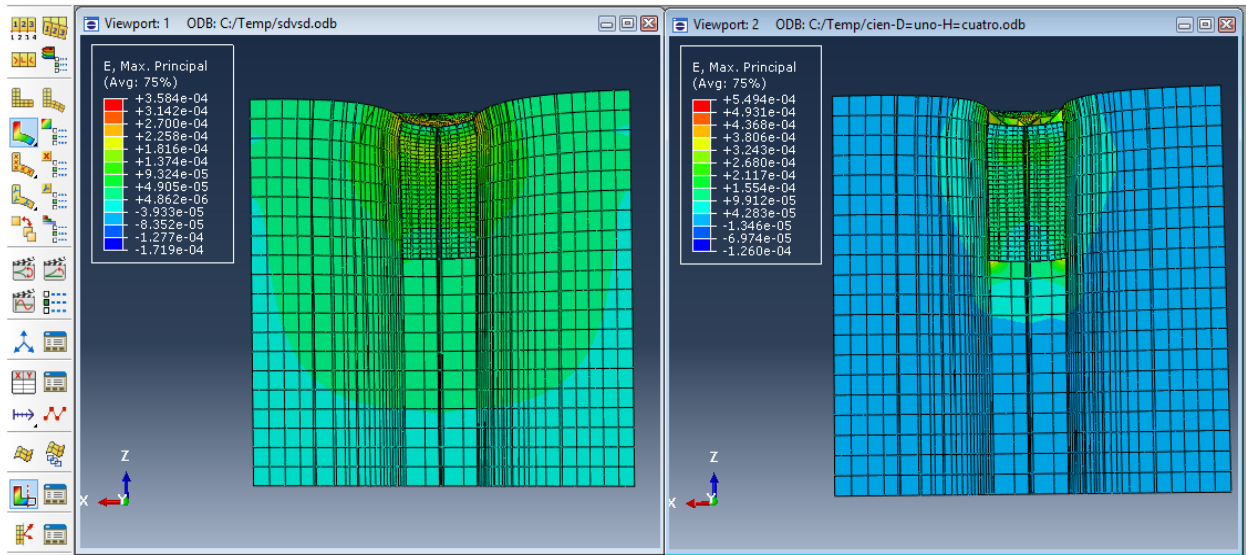 Viewport: 1 ODB: C:/Temp/sdvsd.odb
E, Max. Principal
(Avg: 75%)
+3.584e-04
+3.142e-04
+2.700e-04
+2.258e-04
+1.816e-04
+1.374e-04
+9.324e-05
+4.905e-05
+4.862e-06
-3.933e-05
-8.352e-05
-1.277e-04
-1.719e-04
Z
X
Y
Viewport: 2 ODB: C:/Temp/cien-D=uno-H=cuatro.odb
E, Max. Principal
(Avg: 75%)
+5.494e-04
+4.931e-04
+4.368e-04
+3.806e-04
+3.243e-04
+2.680e-04
+2.117e-04
+1.554e-04
+9.912e-05
+4.283e-05
-1.346e-05
-6.974e-05
-1.260e-04
Z
X
Y